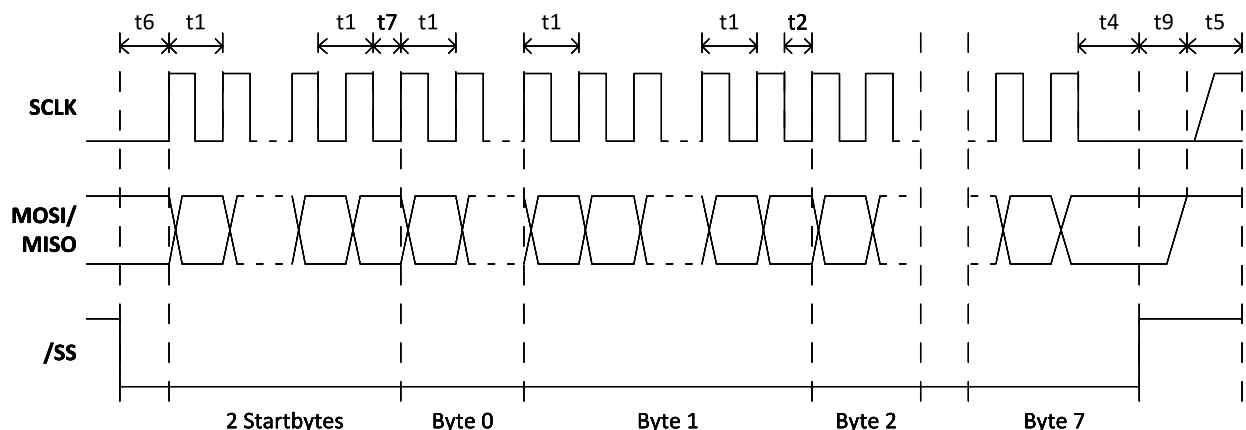 t6 t1 t1 t7 t1 t1 t1 t2 t4 t9 t5
SCLK
MOSI/
MISO
/SS
2 Startbytes Byte 0 Byte 1 Byte 2 Byte 7